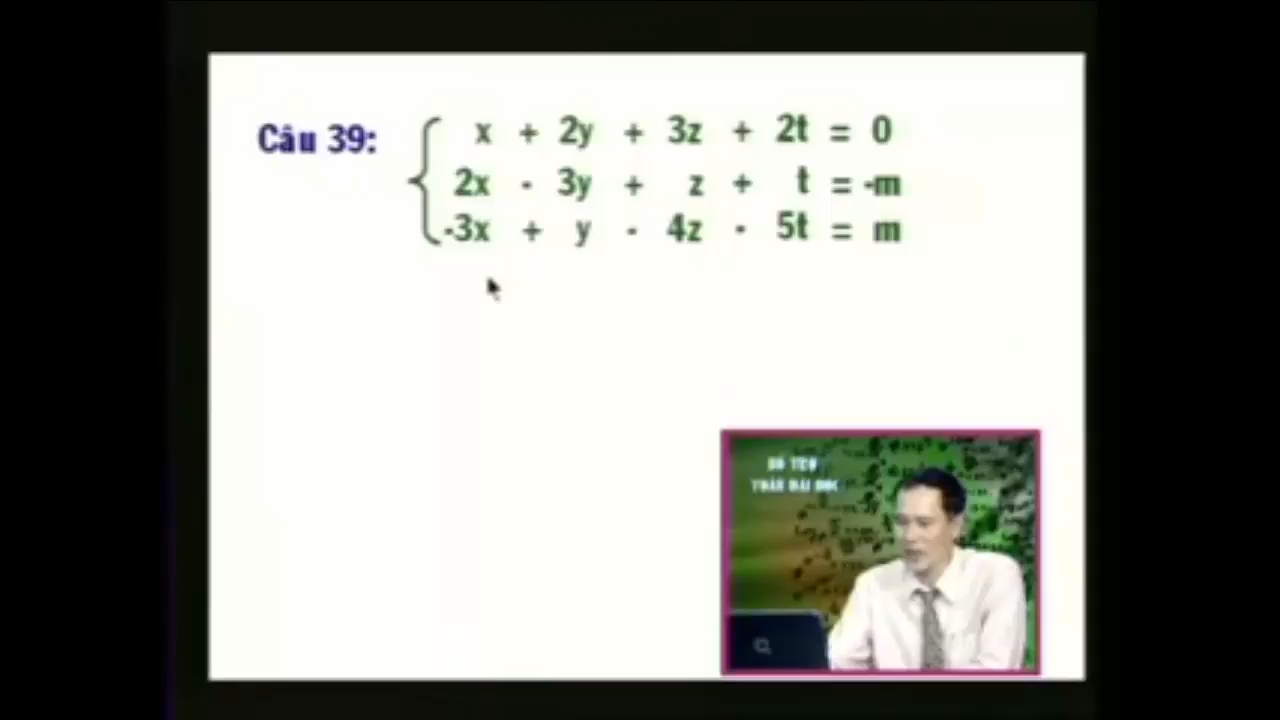 Câu 39:
x + 2y + 3z + 2t = 0
2x - 3y + z + t = -m
-3x + y - 4z - 5t = m